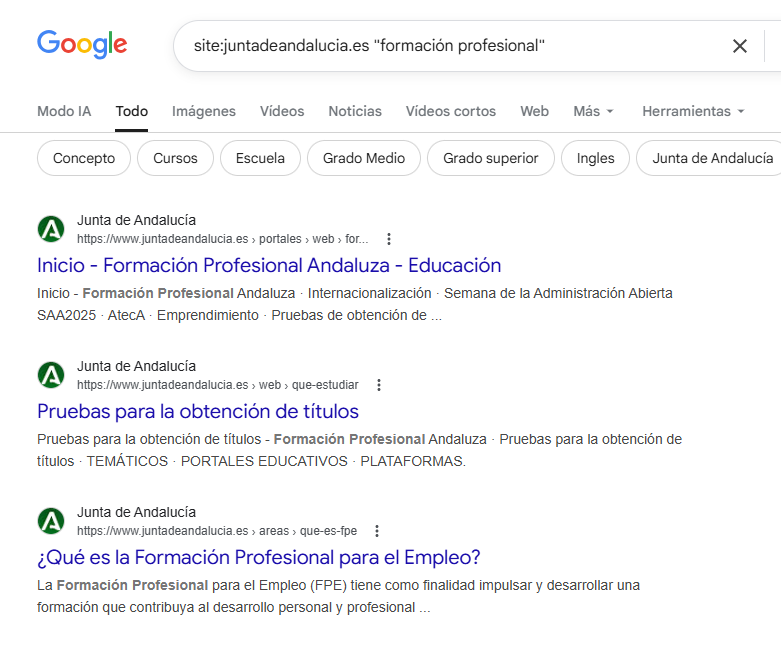 Google
site:juntadeandalucia.es "formación profesional"
Modo IA Todo Imágenes Vídeos Noticias Vídeos cortos Web Más Herramientas
Concepto Cursos Escuela Grado Medio Grado superior Ingles Junta de Andalucía
Junta de Andalucía
https://www.juntadeandalucia.es › portales › web › for...
Inicio - Formación Profesional Andaluza - Educación
Inicio - Formación Profesional Andaluza · Internacionalización · Semana de la Administración Abierta
SAA2025 · AtecA · Emprendimiento · Pruebas de obtención de ...
Junta de Andalucía
https://www.juntadeandalucia.es › web › que-estudiar
Pruebas para la obtención de títulos
Pruebas para la obtención de títulos - Formación Profesional Andaluza · Pruebas para la obtención de
títulos · TEMÁTICOS · PORTALES EDUCATIVOS · PLATAFORMAS.
Junta de Andalucía
https://www.juntadeandalucia.es › areas › que-es-fpe
¿Qué es la Formación Profesional para el Empleo?
La Formación Profesional para el Empleo (FPE) tiene como finalidad impulsar y desarrollar una
formación que contribuya al desarrollo personal y profesional ...